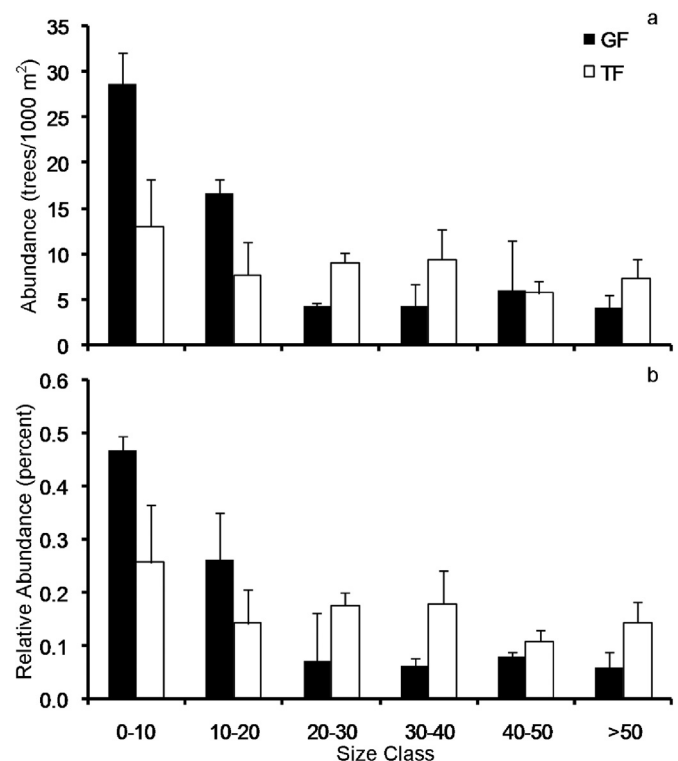 a
GF
TF
Abundance (trees/1000 m²)
35
30
25
20
15
10
5
0
b
Relative Abundance (percent)
0.6
0.5
0.4
0.3
0.2
0.1
0.0
0-10 10-20 20-30 30-40 40-50 >50
Size Class